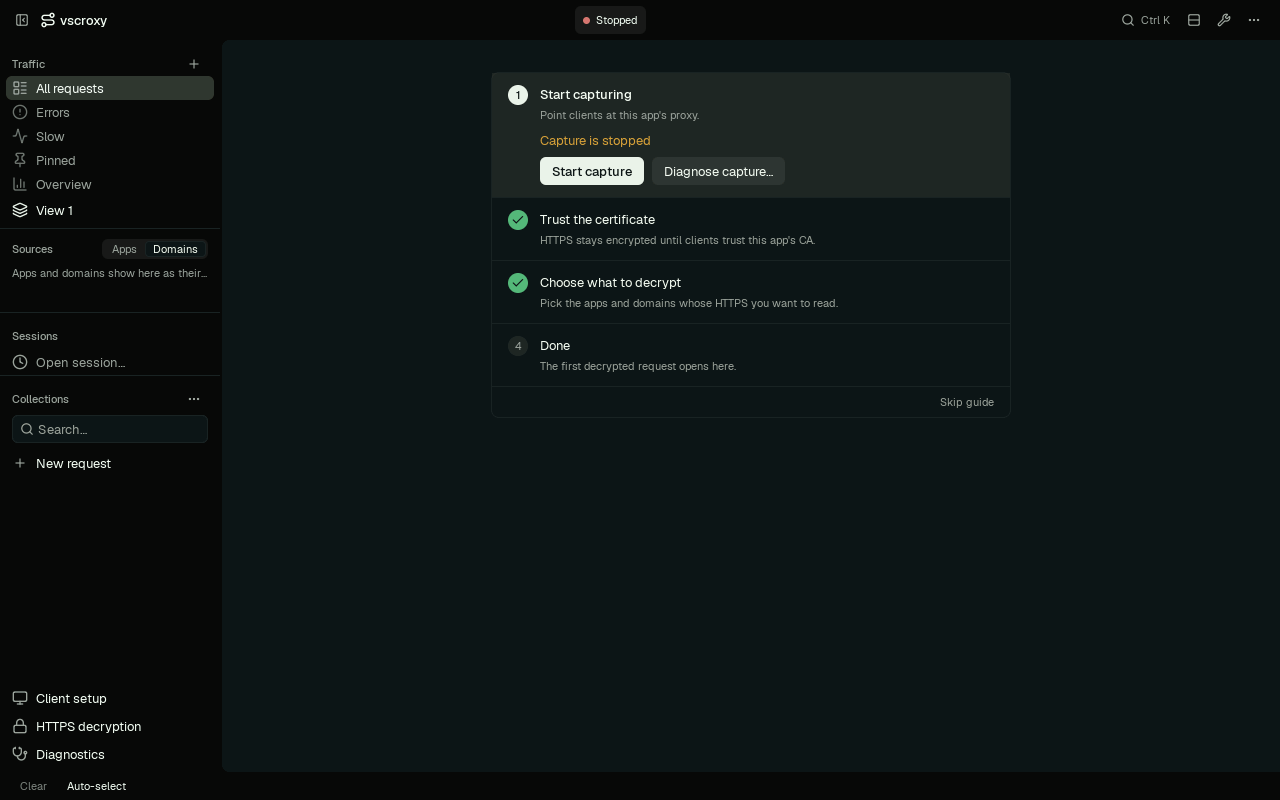 vscroxy
Stopped
Ctrl K
Traffic
All requests
Errors
Slow
Pinned
Overview
View 1
Sources
Apps
Domains
Apps and domains show here as their…
Sessions
Open session…
Collections
Search…
New request
Client setup
HTTPS decryption
Diagnostics
Clear
Auto-select
1
Start capturing
Point clients at this app's proxy.
Capture is stopped
Start capture
Diagnose capture…
Trust the certificate
HTTPS stays encrypted until clients trust this app's CA.
Choose what to decrypt
Pick the apps and domains whose HTTPS you want to read.
4
Done
The first decrypted request opens here.
Skip guide